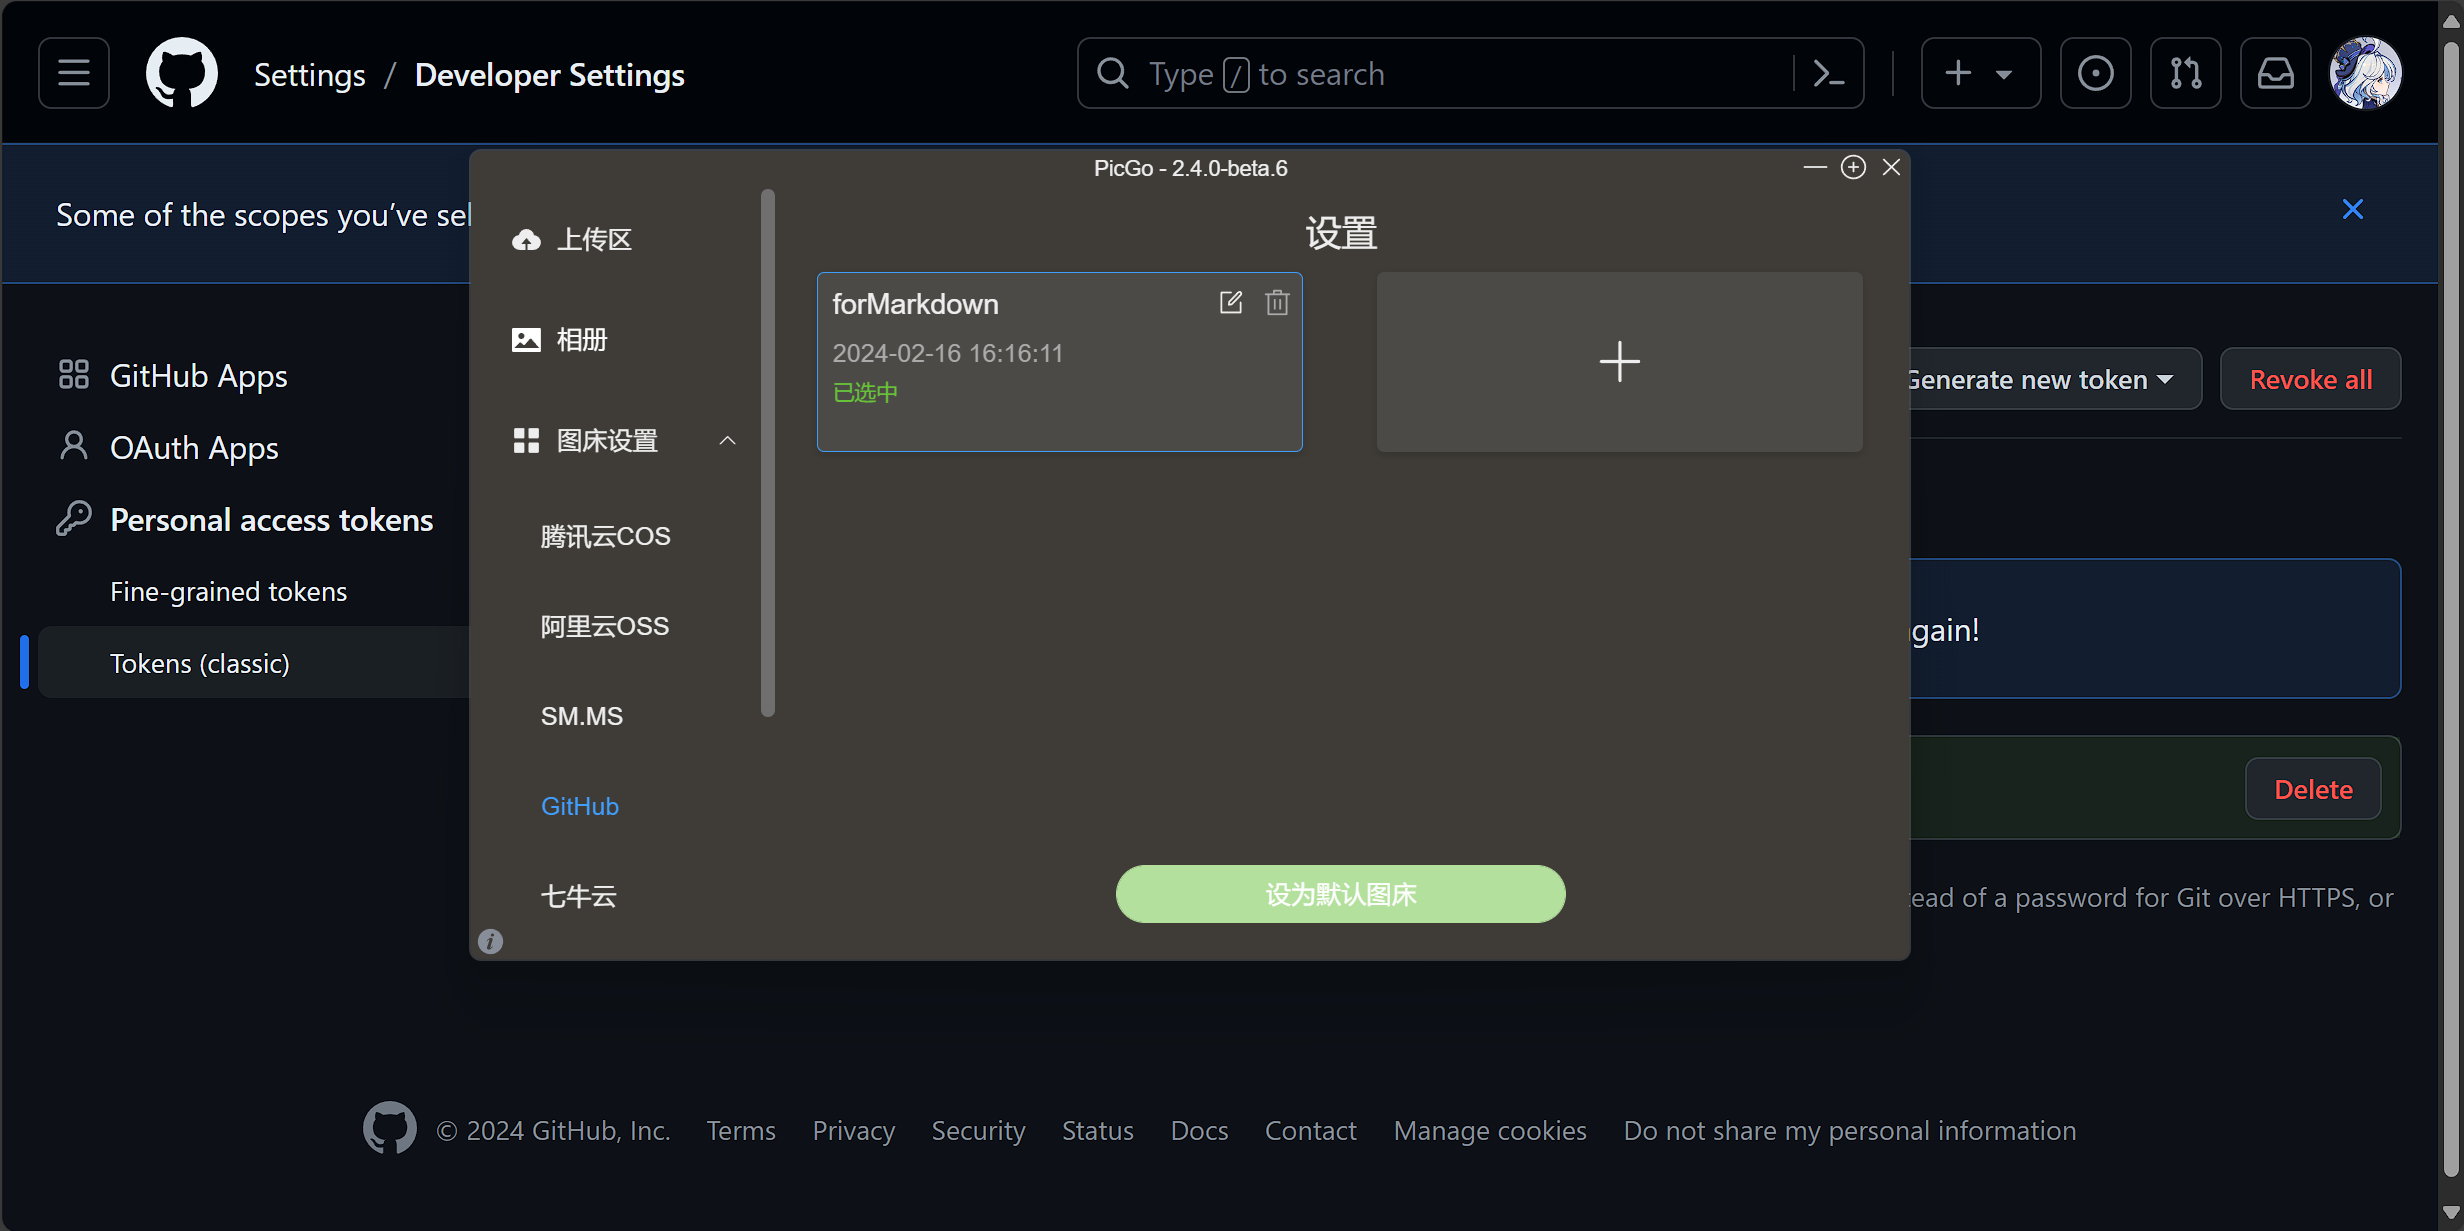 Settings / Developer Settings
Type / to search
Some of the scopes you’ve sel
GitHub Apps
OAuth Apps
Personal access tokens
Fine-grained tokens
Tokens (classic)
PicGo - 2.4.0-beta.6
上传区
相册
图床设置
腾讯云COS
阿里云OSS
SM.MS
GitHub
七牛云
设置
forMarkdown
2024-02-16 16:16:11
已选中
设为默认图床
Generate new token
Revoke all
gain!
Delete
ead of a password for Git over HTTPS, or
© 2024 GitHub, Inc.
Terms
Privacy
Security
Status
Docs
Contact
Manage cookies
Do not share my personal information